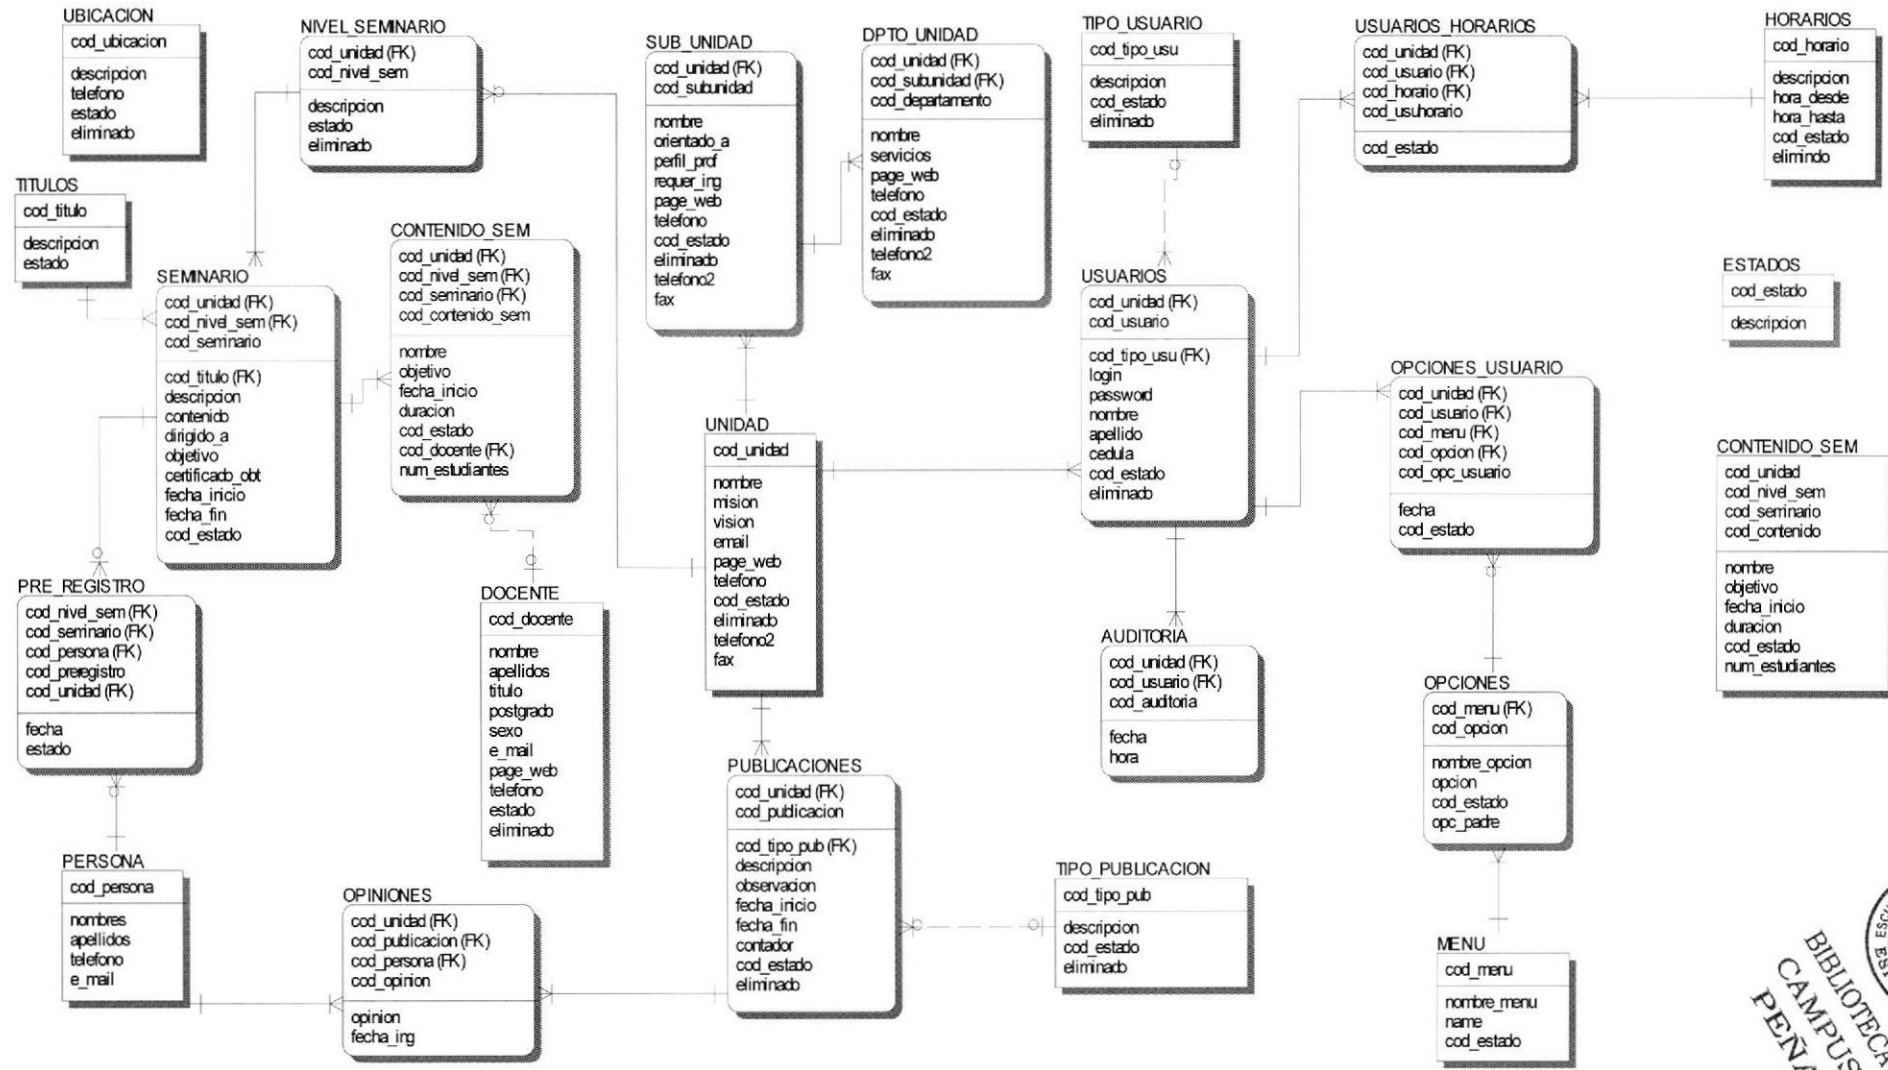 UBICACION
cod_ubicacion
descripcion
telefono
estado
eliminado
NIVEL_SEMINARIO
cod_unidad (FK)
cod_nivel_sem
descripcion
estado
eliminado
SUB_UNIDAD
cod_unidad (FK)
cod_subunidad
nombre
orientado_a
perfil_prof
requer_ing
page_web
telefono
cod_estado
eliminado
telefono2
fax
DPTO_UNIDAD
cod_unidad (FK)
cod_subunidad (FK)
cod_departamento
nombre
servicios
page_web
telefono
cod_estado
eliminado
telefono2
fax
TIPO_USUARIO
cod_tipo_usu
descripcion
cod_estado
eliminado
USUARIOS_HORARIOS
cod_unidad (FK)
cod_usuario (FK)
cod_horario (FK)
cod_usuhorario
cod_estado
HORARIOS
cod_horario
descripcion
hora_desde
hora_hasta
cod_estado
elimindo
TITULOS
cod_titulo
descripcion
estado
SEMINARIO
cod_unidad (FK)
cod_nivel_sem (FK)
cod_seminario
cod_titulo (FK)
descripcion
contenido
dirigido_a
objetivo
certificado_obt
fecha_inicio
fecha_fin
cod_estado
CONTENIDO_SEM
cod_unidad (FK)
cod_nivel_sem (FK)
cod_seminario (FK)
cod_contenido_sem
nombre
objetivo
fecha_inicio
duracion
cod_estado
cod_docente (FK)
num_estudiantes
USUARIOS
cod_unidad (FK)
cod_usuario
cod_tipo_usu (FK)
login
password
nombre
apellido
cedula
cod_estado
eliminado
ESTADOS
cod_estado
descripcion
OPCIONES_USUARIO
cod_unidad (FK)
cod_usuario (FK)
cod_menu (FK)
cod_opcion (FK)
cod_opc_usuario
fecha
cod_estado
UNIDAD
cod_unidad
nombre
mision
vision
email
page_web
telefono
cod_estado
eliminado
telefono2
fax
CONTENIDO_SEM
cod_unidad
cod_nivel_sem
cod_seminario
cod_contenido
nombre
objetivo
fecha_inicio
duracion
cod_estado
num_estudiantes
PRE_REGISTRO
cod_nivel_sem (FK)
cod_seminario (FK)
cod_persona (FK)
cod_preregistro
cod_unidad (FK)
fecha
estado
DOCENTE
cod_docente
nombre
apellidos
titulo
postgrado
sexo
e_mail
page_web
telefono
estado
eliminado
AUDITORIA
cod_unidad (FK)
cod_usuario (FK)
cod_auditoria
fecha
hora
OPCIONES
cod_menu (FK)
cod_opcion
nombre_opcion
opcion
cod_estado
opc_padre
PUBLICACIONES
cod_unidad (FK)
cod_publicacion
cod_tipo_pub (FK)
descripcion
observacion
fecha_inicio
fecha_fin
contador
cod_estado
eliminado
PERSONA
cod_persona
nombres
apellidos
telefono
e_mail
OPINIONES
cod_unidad (FK)
cod_publicacion (FK)
cod_persona (FK)
cod_opinion
opinion
fecha_ing
TIPO_PUBLICACION
cod_tipo_pub
descripcion
cod_estado
eliminado
MENU
cod_menu
nombre_menu
name
cod_estado
BIBLIOTECA
CAMPUS
PEÑA